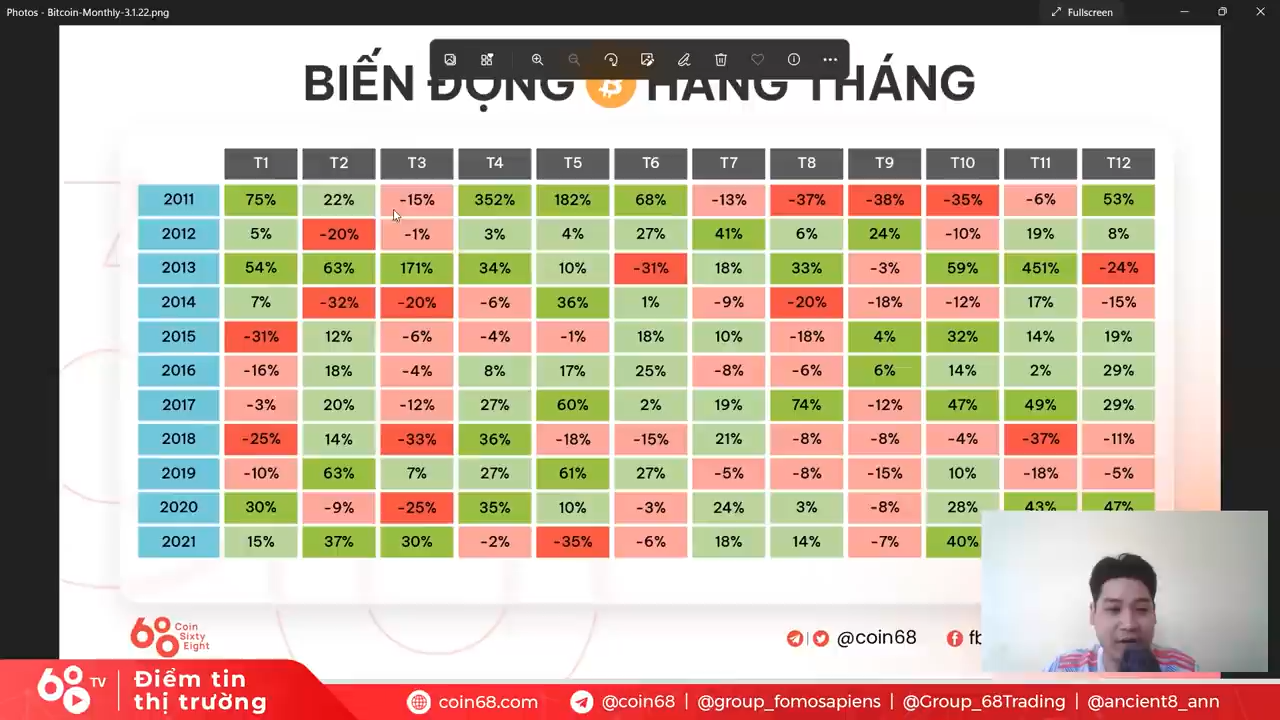 Photos - Bitcoin-Monthly-3.1.22.png
Fullscreen
BIẾN ĐỘNG HÀNG THÁNG
T1 T2 T3 T4 T5 T6 T7 T8 T9 T10 T11 T12
2011 75% 22% -15% 352% 182% 68% -13% -37% -38% -35% -6% 53%
2012 5% -20% -1% 3% 4% 27% 41% 6% 24% -10% 19% 8%
2013 54% 63% 171% 34% 10% -31% 18% 33% -3% 59% 451% -24%
2014 7% -32% -20% -6% 36% 1% -9% -20% -18% -12% 17% -15%
2015 -31% 12% -6% -4% -1% 18% 10% -18% 4% 32% 14% 19%
2016 -16% 18% -4% 8% 17% 25% -8% -6% 6% 14% 2% 29%
2017 -3% 20% -12% 27% 60% 2% 19% 74% -12% 47% 49% 29%
2018 -25% 14% -33% 36% -18% -15% 21% -8% -8% -4% -37% -11%
2019 -10% 63% 7% 27% 61% 27% -5% -8% -15% 10% -18% -5%
2020 30% -9% -25% 35% 10% -3% 24% 3% -8% 28% 43% 47%
2021 15% 37% 30% -2% -35% -6% 18% 14% -7% 40%
68 Coin
Sixty
Eight
| @coin68 fb
68 TV
Điểm tin
thị trường
coin68.com @coin68 | @group_fomosapiens | @Group_68Trading | @ancient8_ann